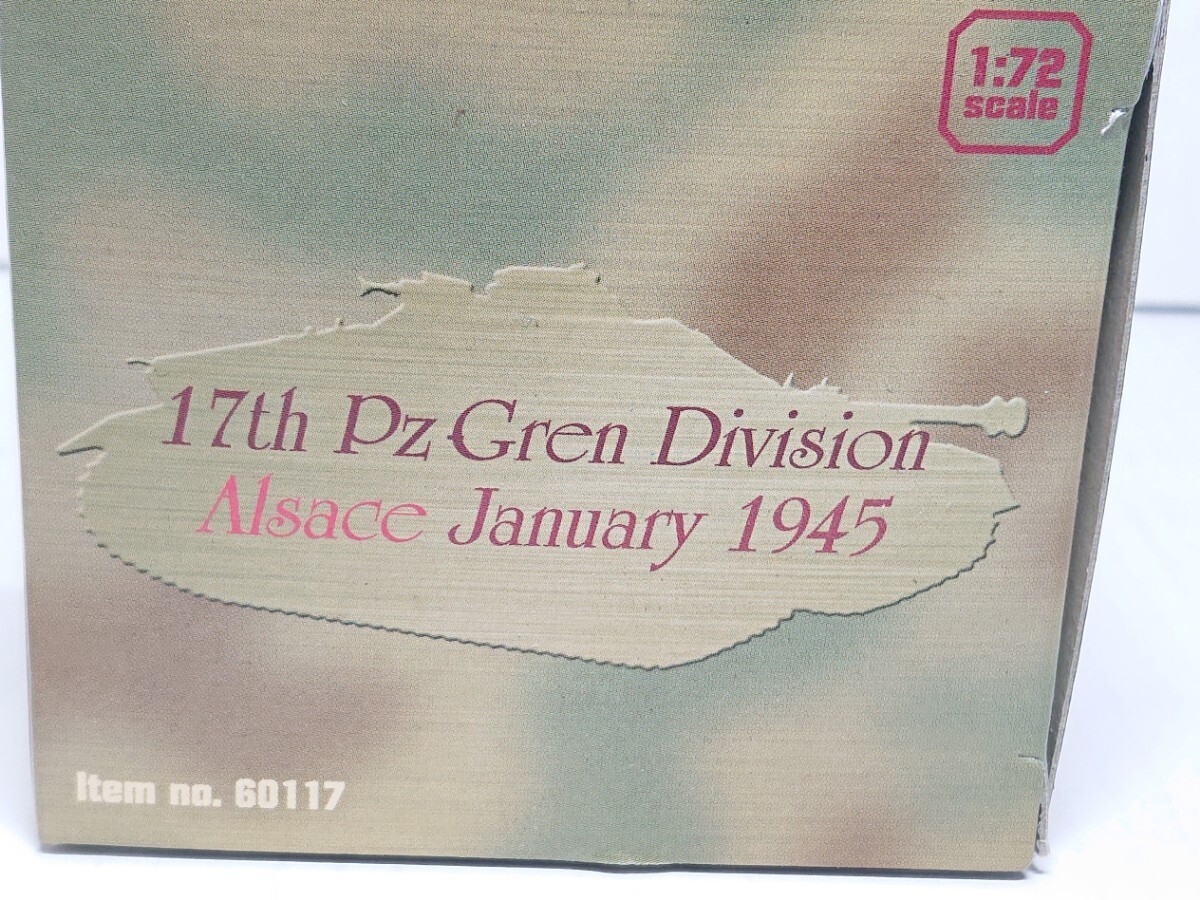 1:72
scale
17th Pz-Gren Division
Alsace January 1945
Item no. 60117